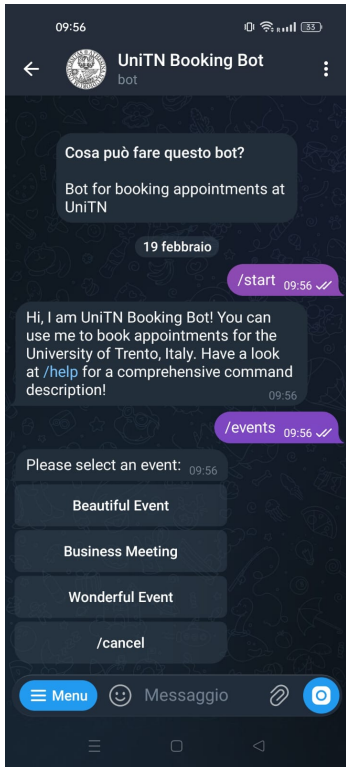 09:56
33
UniTN Booking Bot
bot
Cosa può fare questo bot?
Bot for booking appointments at
UniTN
19 febbraio
/start 09:56
Hi, I am UniTN Booking Bot! You can
use me to book appointments for the
University of Trento, Italy. Have a look
at /help for a comprehensive command
description!
09:56
/events 09:56
Please select an event: 09:56
Beautiful Event
Business Meeting
Wonderful Event
/cancel
Menu
Messaggio